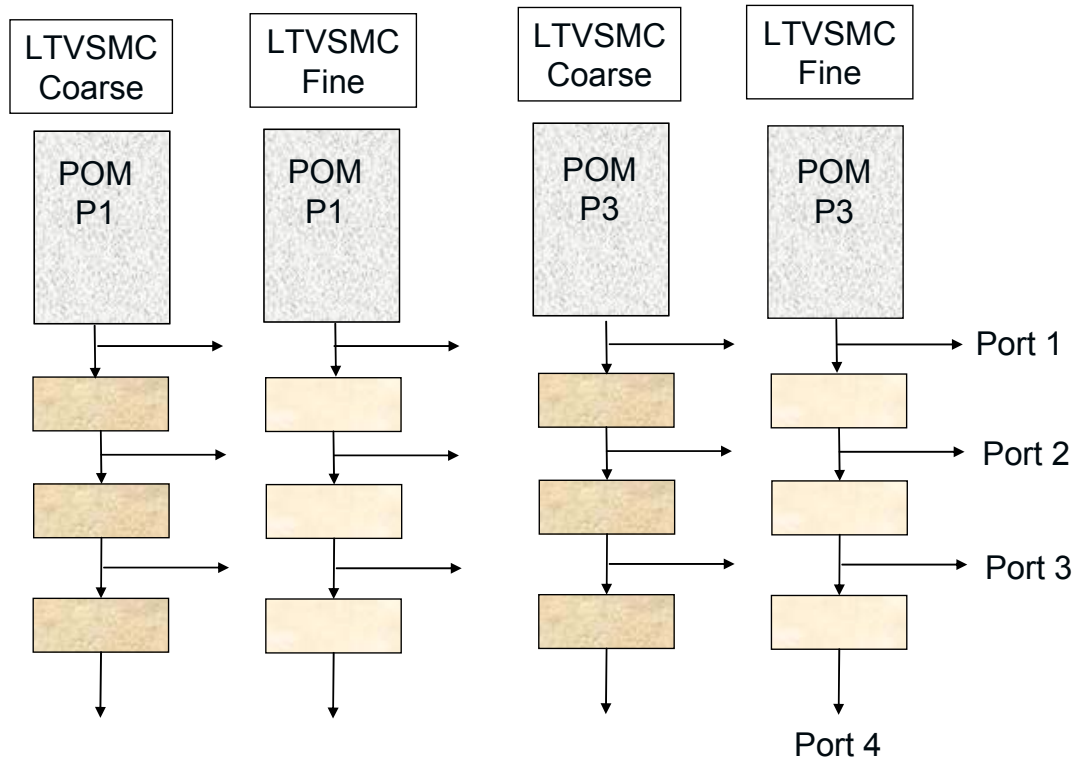 LTVSMC
Coarse
LTVSMC
Fine
LTVSMC
Coarse
LTVSMC
Fine
POM
P1
POM
P1
POM
P3
POM
P3
Port 1
Port 2
Port 3
Port 4